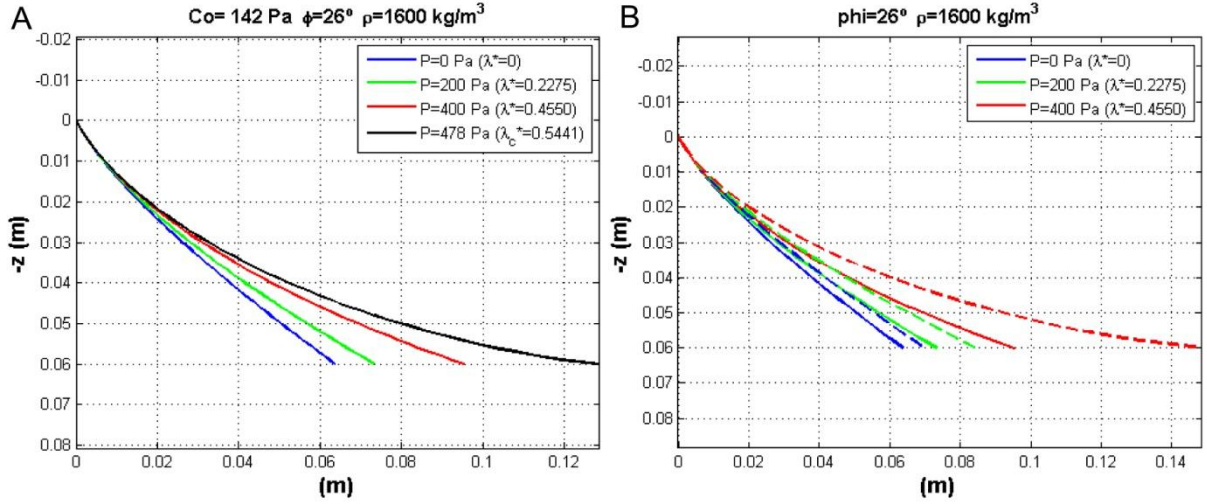 A
Co= 142 Pa ϕ=26° ρ=1600 kg/m³
-0.02
-0.01
0
0.01
0.02
0.03
0.04
0.05
0.06
0.07
0.08
-z (m)
P=0 Pa (λ*=0)
P=200 Pa (λ*=0.2275)
P=400 Pa (λ*=0.4550)
P=478 Pa (λc*=0.5441)
0 0.02 0.04 0.06 0.08 0.1 0.12
(m)
B
phi=26° ρ=1600 kg/m³
-0.02
-0.01
0
0.01
0.02
0.03
0.04
0.05
0.06
0.07
0.08
-z (m)
P=0 Pa (λ*=0)
P=200 Pa (λ*=0.2275)
P=400 Pa (λ*=0.4550)
0 0.02 0.04 0.06 0.08 0.1 0.12 0.14
(m)